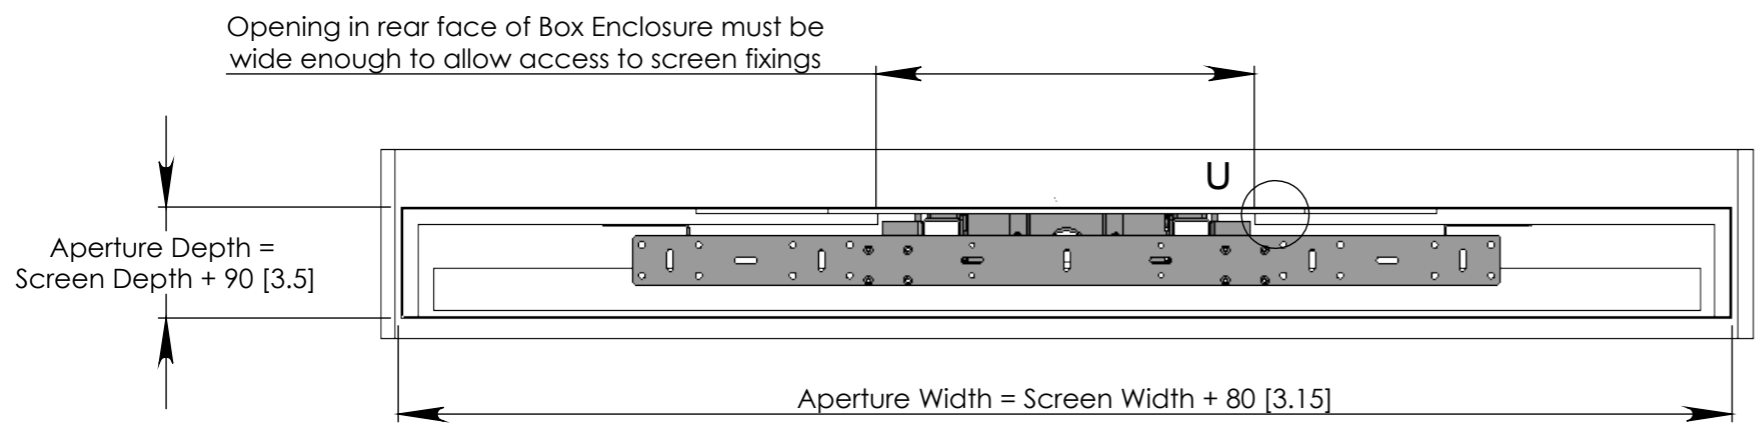 Opening in rear face of Box Enclosure must be
wide enough to allow access to screen fixings
U
Aperture Depth =
Screen Depth + 90 [3.5]
Aperture Width = Screen Width + 80 [3.15]